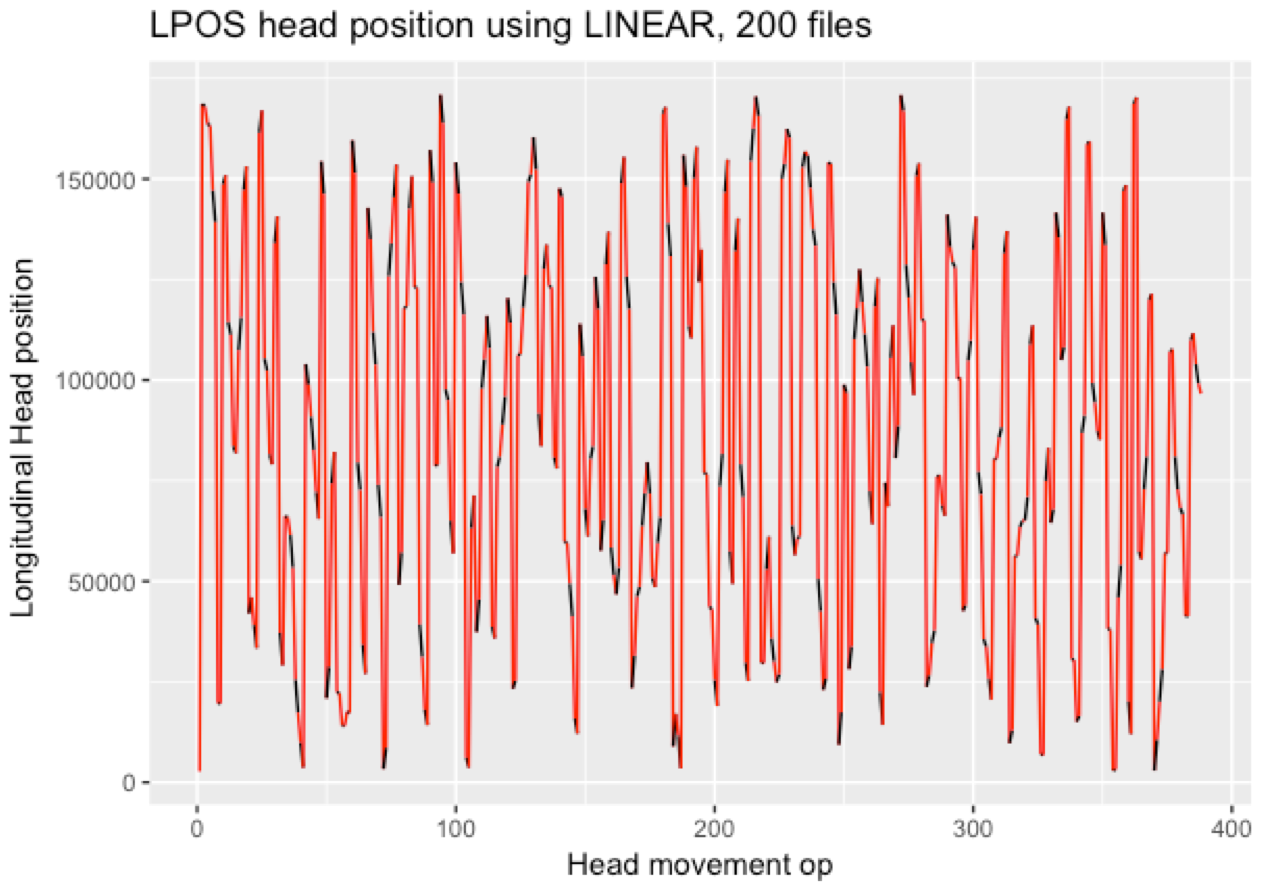 LPOS head position using LINEAR, 200 files
Longitudinal Head position
150000
100000
50000
0
0 100 200 300 400
Head movement op